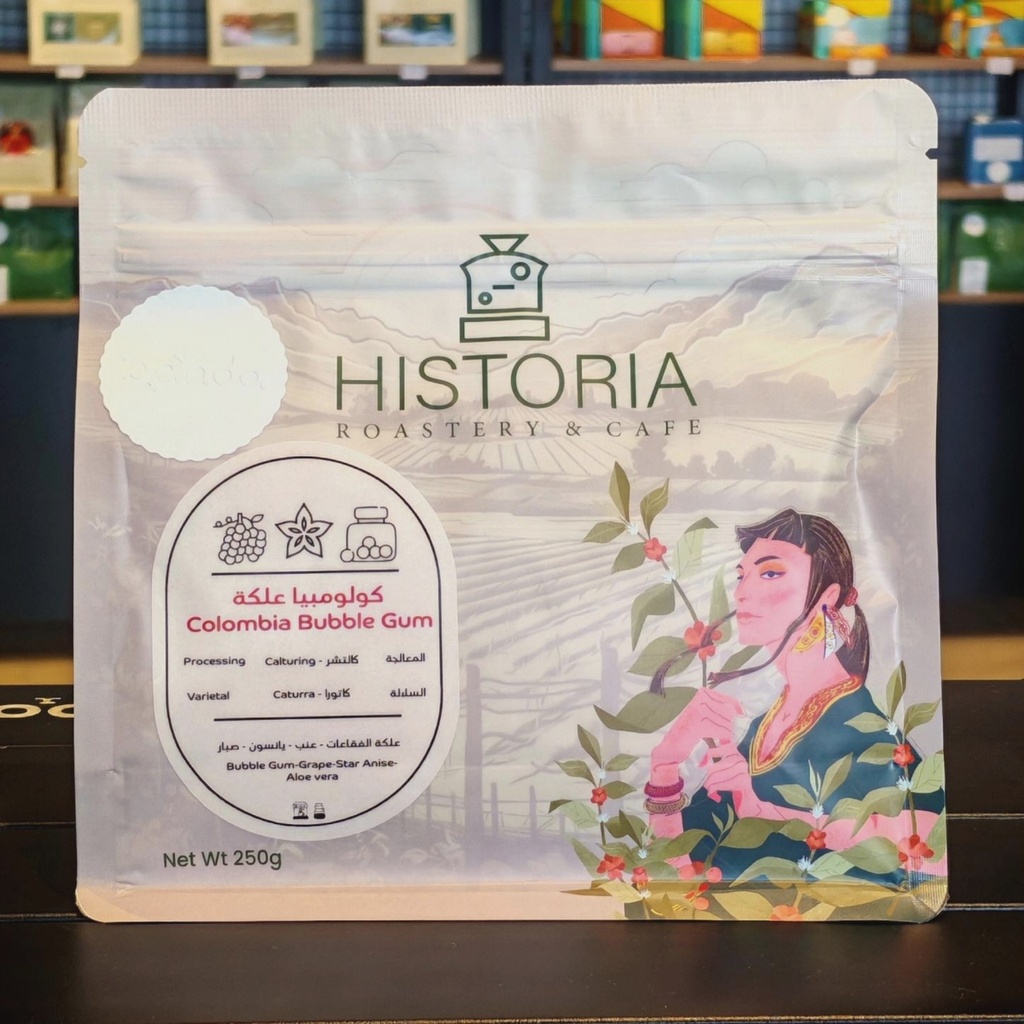 HISTORIA
ROASTERY & CAFE
كولومبيا علكة
Colombia Bubble Gum
Processing Calturing - كالتشر المعالجة
Varietal Caturra - كاتورا السلالة
علكة الفقاعات - عنب - يانسون - صبار
Bubble Gum-Grape-Star Anise-
Aloe vera
Net Wt 250g